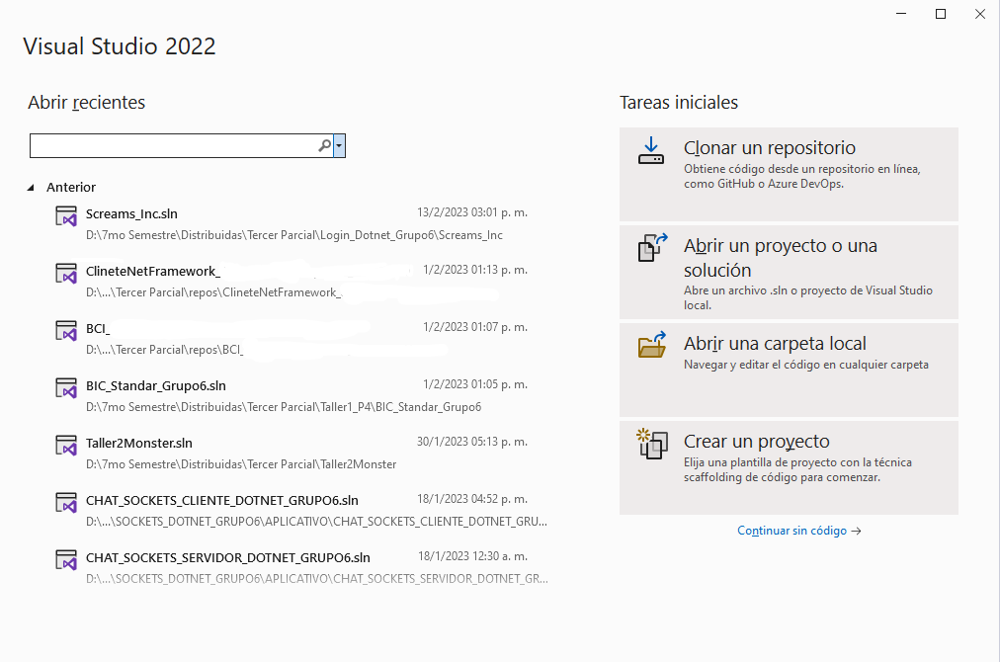 Visual Studio 2022
Abrir recientes
Anterior
Screams_Inc.sln 13/2/2023 03:01 p. m.
D:\7mo Semestre\Distribuidas\Tercer Parcial\Login_Dotnet_Grupo6\Screams_Inc
ClineteNetFramework_ 1/2/2023 01:13 p. m.
D:\...\Tercer Parcial\repos\ClineteNetFramework_
BCI_ 1/2/2023 01:07 p. m.
D:\...\Tercer Parcial\repos\BCI_
BIC_Standar_Grupo6.sln 1/2/2023 01:05 p. m.
D:\7mo Semestre\Distribuidas\Tercer Parcial\Taller1_P4\BIC_Standar_Grupo6
Taller2Monster.sln 30/1/2023 05:13 p. m.
D:\7mo Semestre\Distribuidas\Tercer Parcial\Taller2Monster
CHAT_SOCKETS_CLIENTE_DOTNET_GRUPO6.sln 18/1/2023 04:52 p. m.
D:\...\SOCKETS_DOTNET_GRUPO6\APLICATIVO\CHAT_SOCKETS_CLIENTE_DOTNET_GRU...
CHAT_SOCKETS_SERVIDOR_DOTNET_GRUPO6.sln 18/1/2023 12:30 a. m.
D:\...\SOCKETS_DOTNET_GRUPO6\APLICATIVO\CHAT_SOCKETS_SERVIDOR_DOTNET_GR...
Tareas iniciales
Clonar un repositorio
Obtiene código desde un repositorio en línea,
como GitHub o Azure DevOps.
Abrir un proyecto o una
solución
Abre un archivo .sln o proyecto de Visual Studio
local.
Abrir una carpeta local
Navegar y editar el código en cualquier carpeta
Crear un proyecto
Elija una plantilla de proyecto con la técnica
scaffolding de código para comenzar.
Continuar sin código →